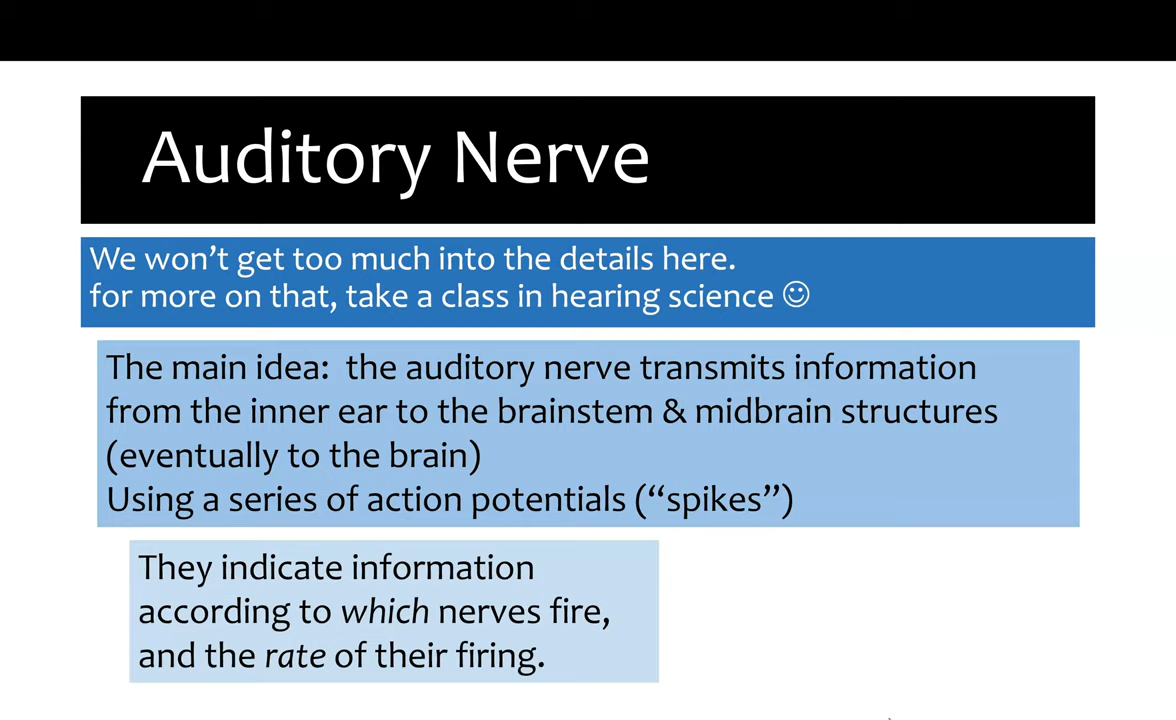 Auditory Nerve
We won’t get too much into the details here.
for more on that, take a class in hearing science ☺
The main idea:  the auditory nerve transmits information
from the inner ear to the brainstem & midbrain structures
(eventually to the brain)
Using a series of action potentials (“spikes”)
They indicate information
according to which nerves fire,
and the rate of their firing.